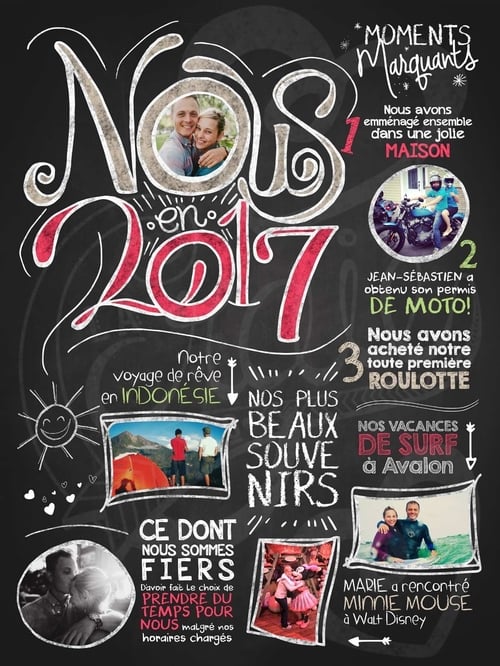 NOUS
en
2017
MOMENTS
Marquants
1
Nous avons
emménagé ensemble
dans une jolie
MAISON
2
JEAN-SÉBASTIEN a
obtenu son permis
DE MOTO!
3
Nous avons
acheté notre
toute première
ROULOTTE
Notre
voyage de rêve
en INDONÉSIE
NOS PLUS
BEAUX
SOUVE
NIRS
NOS VACANCES
DE SURF
à Avalon
CE DONT
NOUS SOMMES
FIERS
D'avoir fait le choix de
PRENDRE DU
TEMPS POUR
NOUS malgré nos
horaires chargés
MARIE a rencontré
MINNIE MOUSE
à Walt Disney